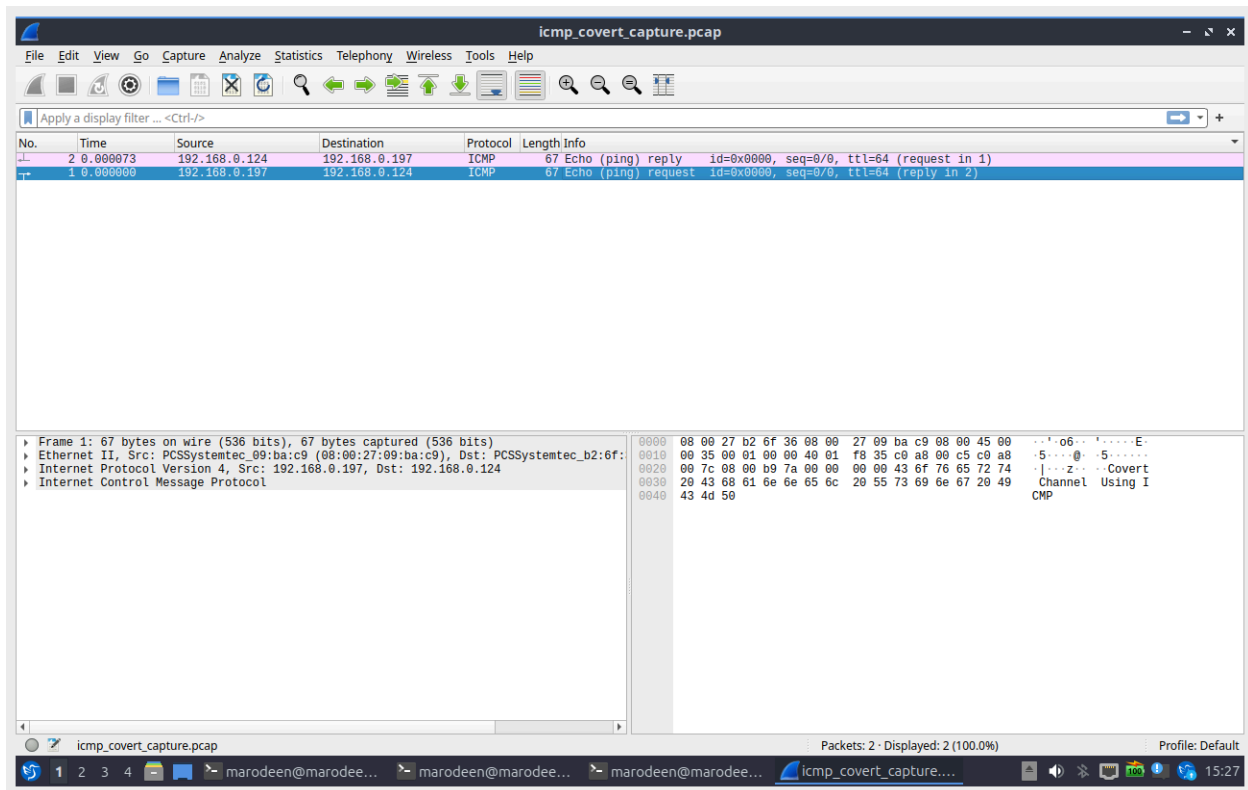 icmp_covert_capture.pcap
File Edit View Go Capture Analyze Statistics Telephony Wireless Tools Help
Apply a display filter ... <Ctrl-/>
No. Time Source Destination Protocol Length Info
2 0.000073 192.168.0.124 192.168.0.197 ICMP 67 Echo (ping) reply id=0x0000, seq=0/0, ttl=64 (request in 1)
1 0.000000 192.168.0.197 192.168.0.124 ICMP 67 Echo (ping) request id=0x0000, seq=0/0, ttl=64 (reply in 2)
Frame 1: 67 bytes on wire (536 bits), 67 bytes captured (536 bits)
Ethernet II, Src: PCSSystemtec_09:ba:c9 (08:00:27:09:ba:c9), Dst: PCSSystemtec_b2:6f:
Internet Protocol Version 4, Src: 192.168.0.197, Dst: 192.168.0.124
Internet Control Message Protocol
0000 08 00 27 b2 6f 36 08 00 27 09 ba c9 08 00 45 00 ··'·o6·· '·····E·
0010 00 35 00 01 00 00 40 01 f8 35 c0 a8 00 c5 c0 a8 ·5····@· ·5······
0020 00 7c 08 00 b9 7a 00 00 00 00 43 6f 76 65 72 74 ·|···z·· ··Covert
0030 20 43 68 61 6e 6e 65 6c 20 55 73 69 6e 67 20 49 Channel Using I
0040 43 4d 50 CMP
icmp_covert_capture.pcap
Packets: 2 · Displayed: 2 (100.0%)
Profile: Default
1 2 3 4 marodeen@marodee... marodeen@marodee... marodeen@marodee... icmp_covert_capture.... 100 15:27